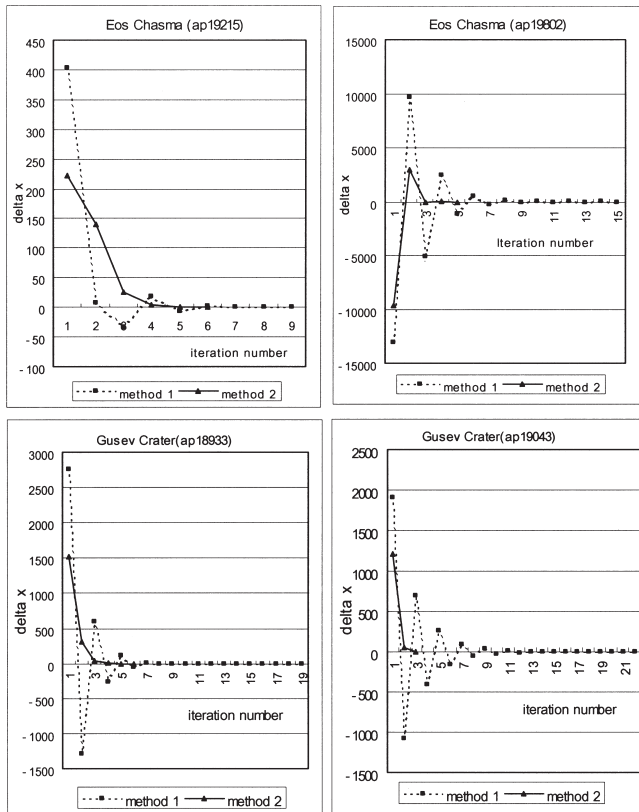 Eos Chasma (ap19215)
450
400
350
300
250
200
150
100
50
0
-50
-100
delta x
1 2 3 4 5 6 7 8 9
iteration number
method 1 method 2
Eos Chasma (ap19802)
15000
10000
5000
0
-5000
-10000
-15000
delta x
1 3 5 7 9 11 13 15
Iteration number
method 1 method 2
Gusev Crater(ap18933)
3000
2500
2000
1500
1000
500
0
-500
-1000
-1500
delta x
1 3 5 7 9 11 13 15 17 19
iteration number
method 1 method 2
Gusev Crater(ap19043)
2500
2000
1500
1000
500
0
-500
-1000
-1500
delta x
1 3 5 7 9 11 13 15 17 19 21
iteration number
method 1 method 2